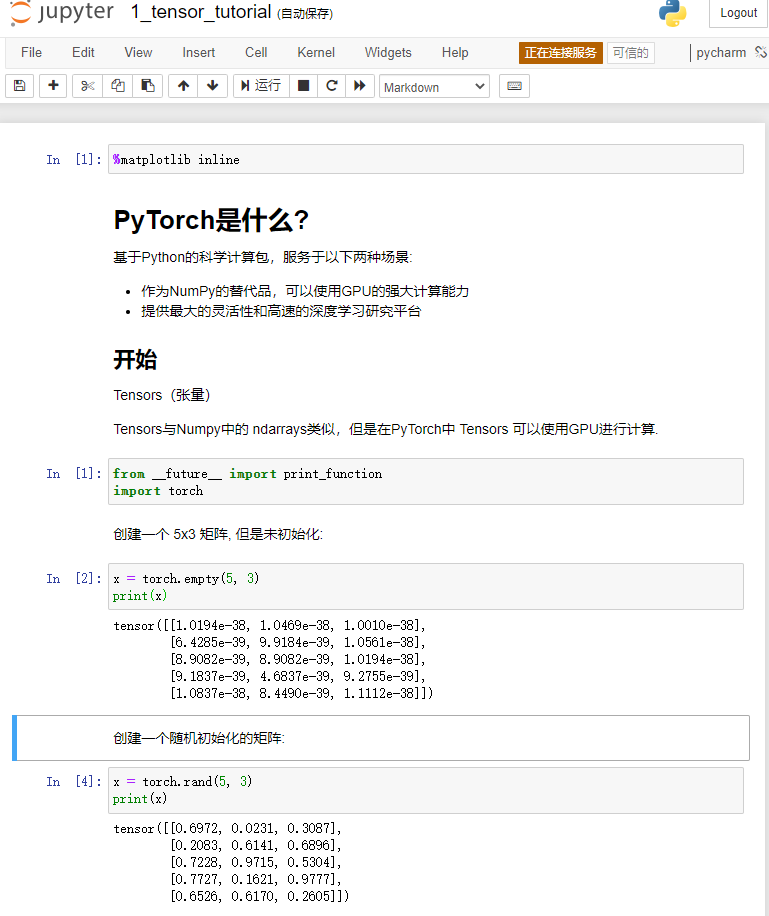 jupyter 1_tensor_tutorial (自动保存) Logout
File Edit View Insert Cell Kernel Widgets Help 正在连接服务 可信的 pycharm
运行 Markdown
In [1]: %matplotlib inline
PyTorch是什么?
基于Python的科学计算包，服务于以下两种场景:
• 作为NumPy的替代品，可以使用GPU的强大计算能力
• 提供最大的灵活性和高速的深度学习研究平台
开始
Tensors（张量）
Tensors与Numpy中的 ndarrays类似，但是在PyTorch中 Tensors 可以使用GPU进行计算.
In [1]: from __future__ import print_function
import torch
创建一个 5x3 矩阵, 但是未初始化:
In [2]: x = torch.empty(5, 3)
print(x)
tensor([[1.0194e-38, 1.0469e-38, 1.0010e-38],
[6.4285e-39, 9.9184e-39, 1.0561e-38],
[8.9082e-39, 8.9082e-39, 1.0194e-38],
[9.1837e-39, 4.6837e-39, 9.2755e-39],
[1.0837e-38, 8.4490e-39, 1.1112e-38]])
创建一个随机初始化的矩阵:
In [4]: x = torch.rand(5, 3)
print(x)
tensor([[0.6972, 0.0231, 0.3087],
[0.2083, 0.6141, 0.6896],
[0.7228, 0.9715, 0.5304],
[0.7727, 0.1621, 0.9777],
[0.6526, 0.6170, 0.2605]])